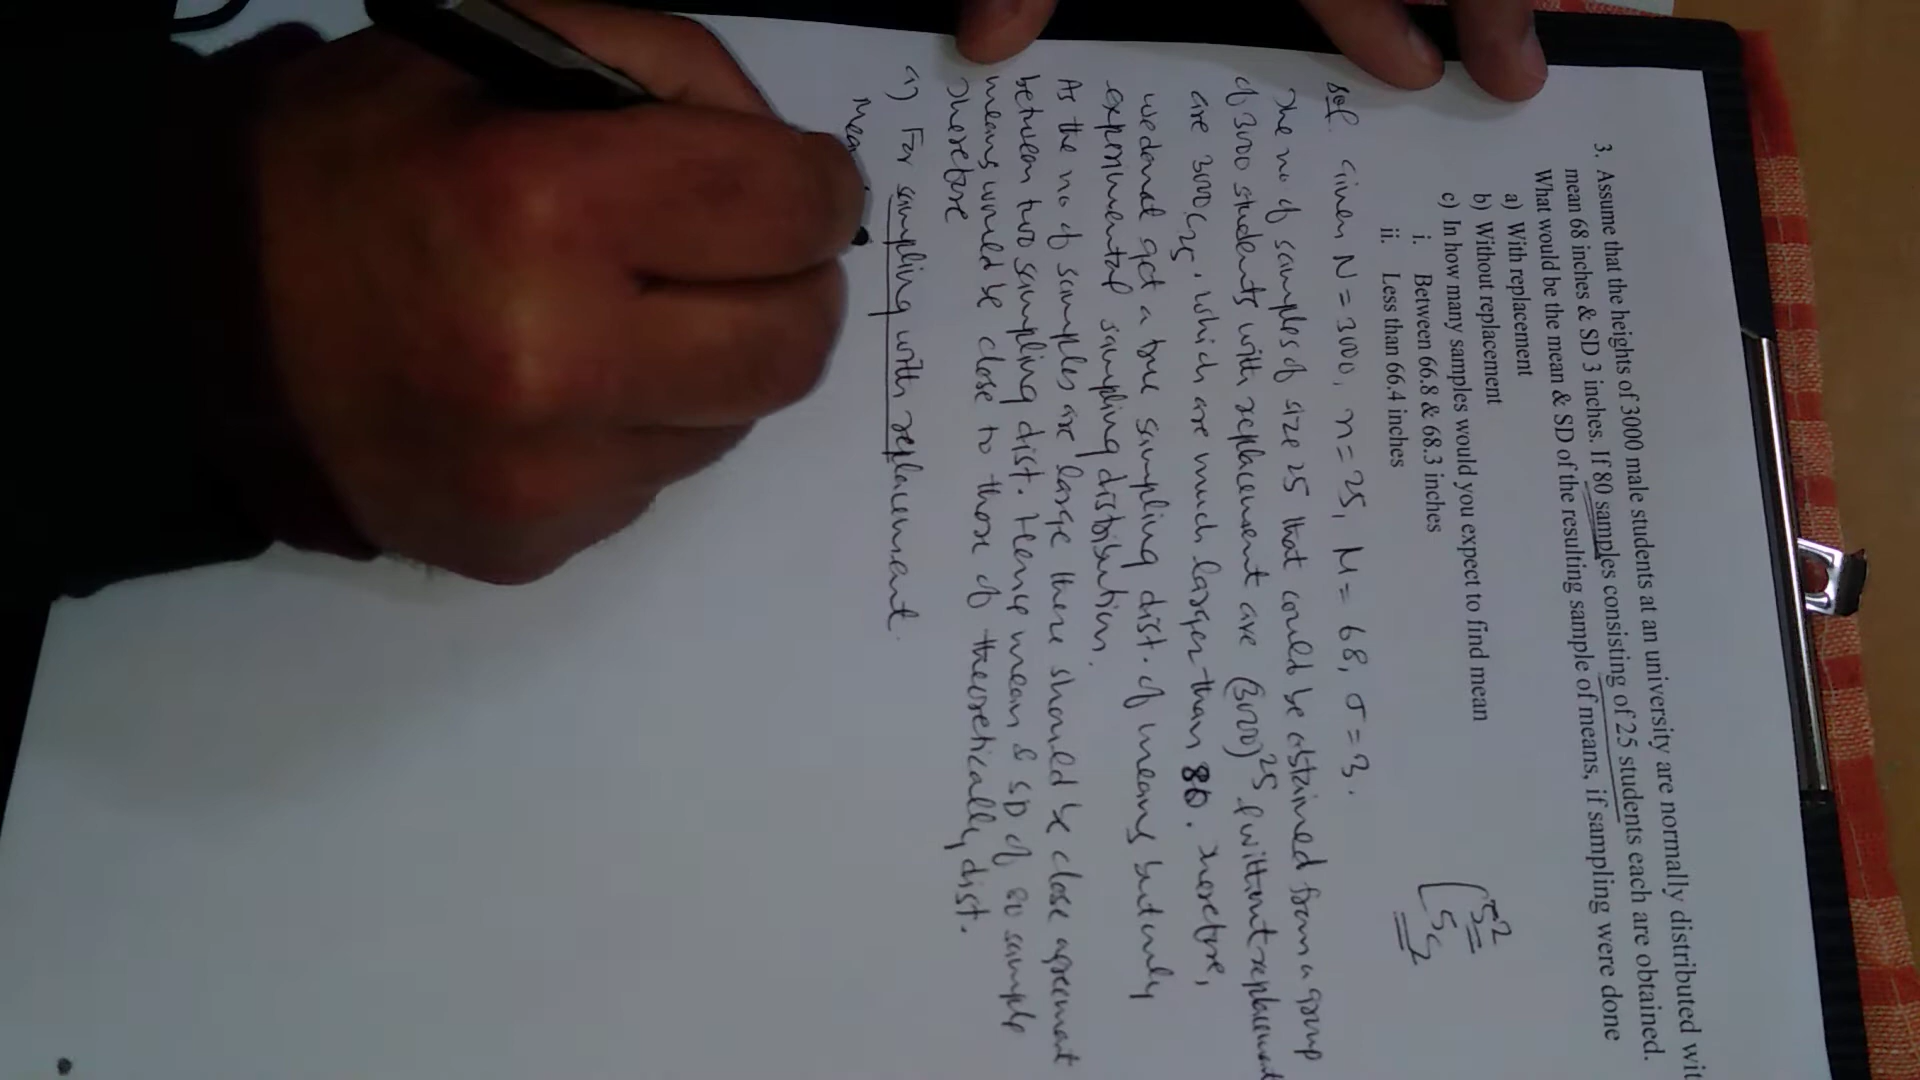 3. Assume that the heights of 3000 male students at an university are normally distributed wit
mean 68 inches & SD 3 inches. If 80 samples consisting of 25 students each are obtained.
What would be the mean & SD of the resulting sample of means, if sampling were done
a) With replacement
b) Without replacement
c) In how many samples would you expect to find mean
i. Between 66.8 & 68.3 inches
ii. Less than 66.4 inches
5²
5c₂
Sol. Given N = 3000, n = 25, M = 68, σ = 3.
The no of samples of size 25 that could be obtained from a group
of 3000 students with replacement are (3000)²⁵ & without replacement
are 3000c₂₅, which are much larger than 80. Therefore,
we donot get a true sampling dist. of means but only
experimental sampling distribution.
As the no of samples are large there should be close agreement
between two sampling dist. Hence mean & SD of 80 sample
means would be close to those of theoretically dist.
Therefore
a) For sampling with replacement.
Mean